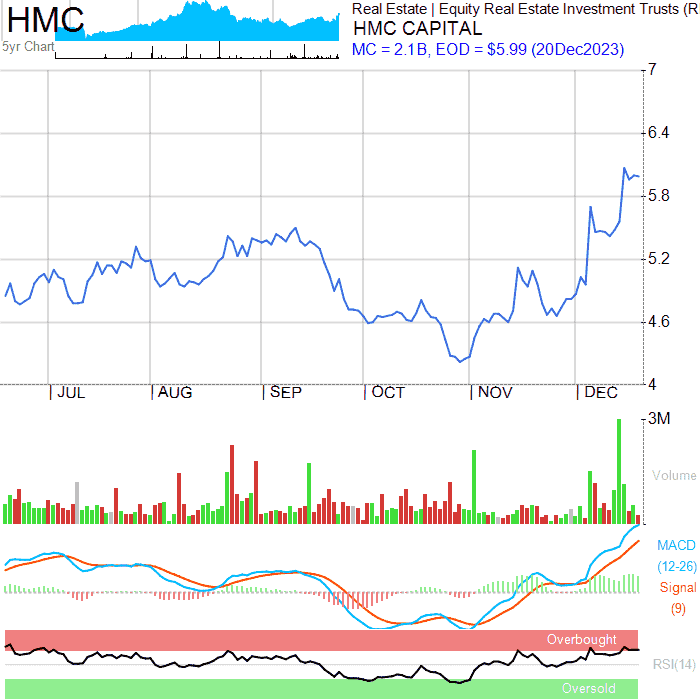 HMC
5yr Chart
Real Estate | Equity Real Estate Investment Trusts (R
HMC CAPITAL
MC = 2.1B, EOD = $5.99 (20Dec2023)
7
6.4
5.8
5.2
4.6
4
JUL AUG SEP OCT NOV DEC
3M
Volume
MACD
(12-26)
Signal
(9)
Overbought
RSI(14)
Oversold